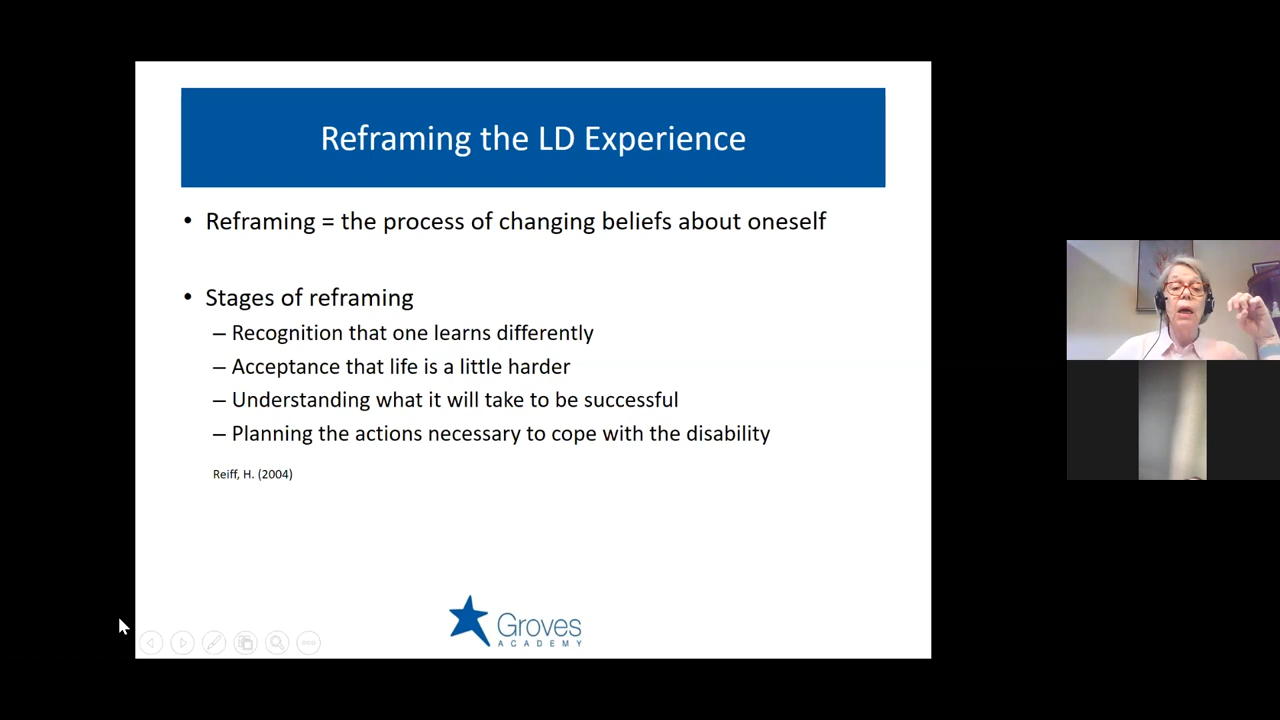 Reframing the LD Experience
• Reframing = the process of changing beliefs about oneself
• Stages of reframing
– Recognition that one learns differently
– Acceptance that life is a little harder
– Understanding what it will take to be successful
– Planning the actions necessary to cope with the disability
Reiff, H. (2004)
Groves
ACADEMY